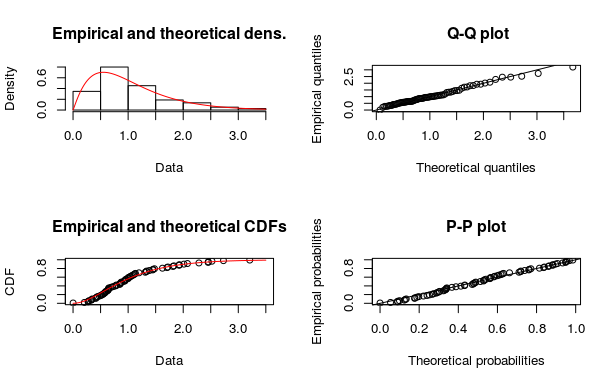 Empirical and theoretical dens.
Density
0.0 0.6
0.0 1.0 2.0 3.0
Data
Q-Q plot
Empirical quantiles
0.0 2.5
0.0 1.0 2.0 3.0
Theoretical quantiles
Empirical and theoretical CDFs
CDF
0.0 0.8
0.0 1.0 2.0 3.0
Data
P-P plot
Empirical probabilities
0.0 0.8
0.0 0.2 0.4 0.6 0.8 1.0
Theoretical probabilities